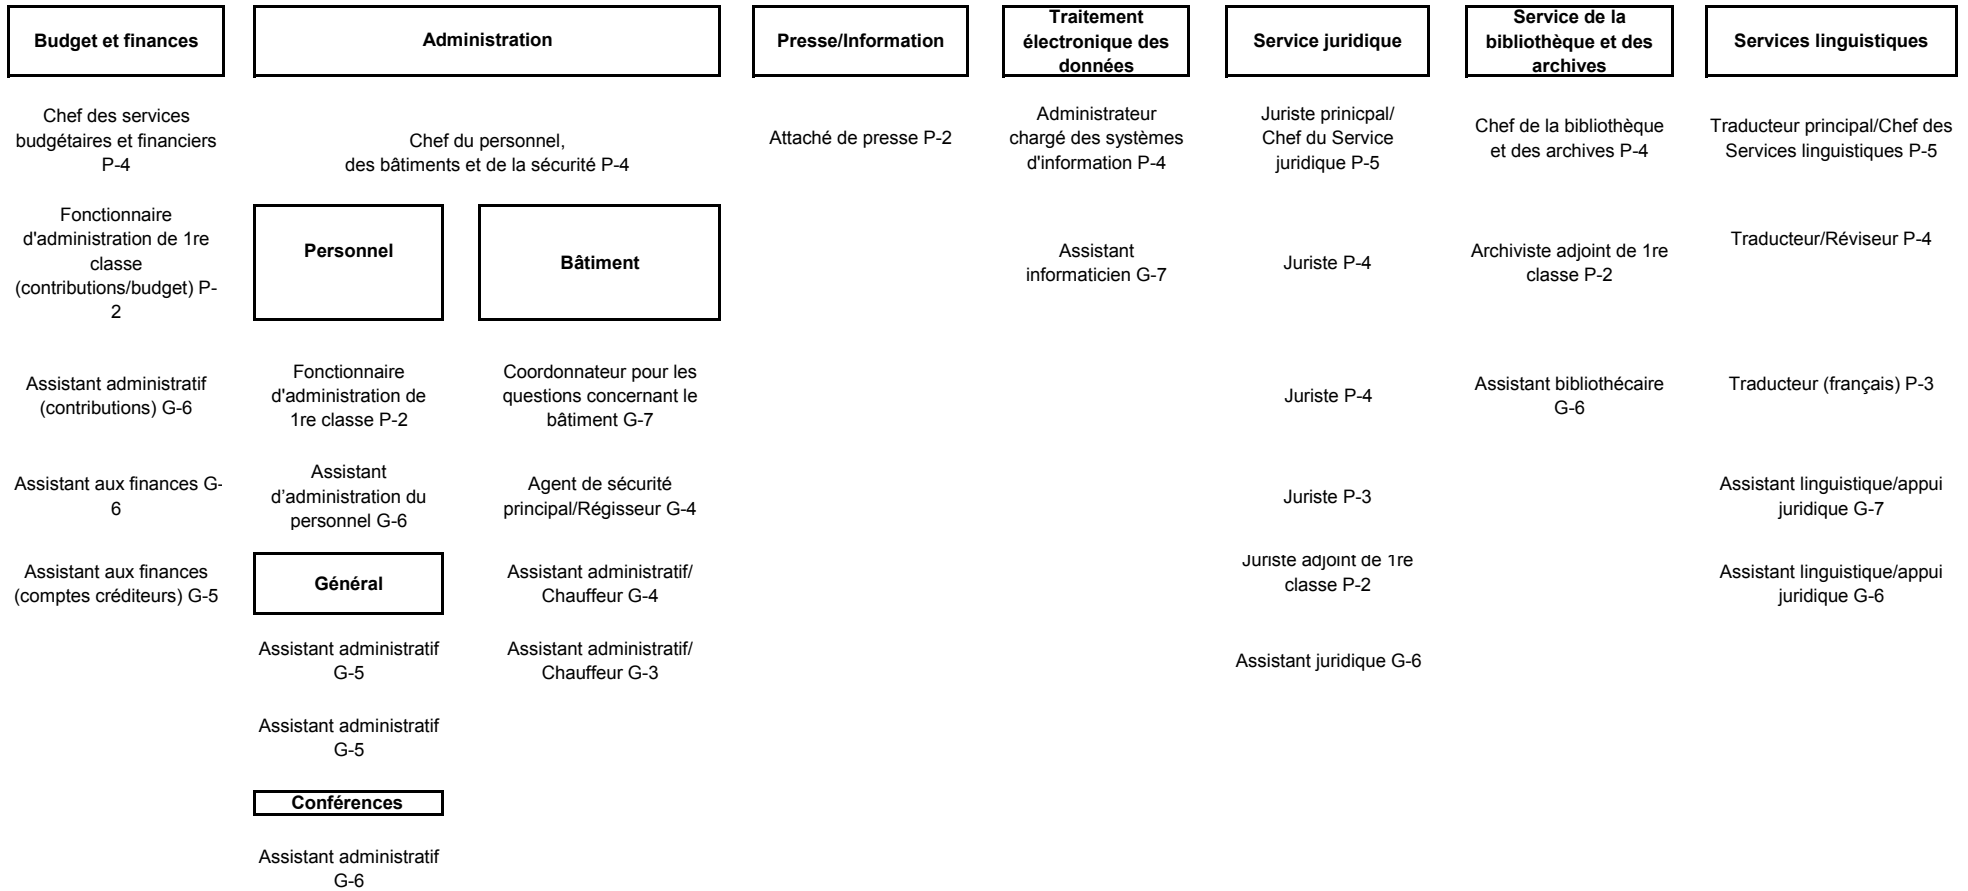 Budget et finances
Administration
Presse/Information
Traitement
électronique des
données
Service juridique
Service de la
bibliothèque et des
archives
Services linguistiques
Chef des services
budgétaires et financiers
P-4
Chef du personnel,
des bâtiments et de la sécurité P-4
Attaché de presse P-2
Administrateur
chargé des systèmes
d'information P-4
Juriste prinicpal/
Chef du Service
juridique P-5
Chef de la bibliothèque
et des archives P-4
Traducteur principal/Chef des
Services linguistiques P-5
Fonctionnaire
d'administration de 1re
classe
(contributions/budget) P-
2
Personnel
Bâtiment
Assistant
informaticien G-7
Juriste P-4
Archiviste adjoint de 1re
classe P-2
Traducteur/Réviseur P-4
Assistant administratif
(contributions) G-6
Fonctionnaire
d'administration de
1re classe P-2
Coordonnateur pour les
questions concernant le
bâtiment G-7
Juriste P-4
Assistant bibliothécaire
G-6
Traducteur (français) P-3
Assistant aux finances G-
6
Assistant
d’administration du
personnel G-6
Agent de sécurité
principal/Régisseur G-4
Juriste P-3
Assistant linguistique/appui
juridique G-7
Assistant aux finances
(comptes créditeurs) G-5
Général
Assistant administratif/
Chauffeur G-4
Juriste adjoint de 1re
classe P-2
Assistant linguistique/appui
juridique G-6
Assistant administratif
G-5
Assistant administratif/
Chauffeur G-3
Assistant juridique G-6
Assistant administratif
G-5
Conférences
Assistant administratif
G-6